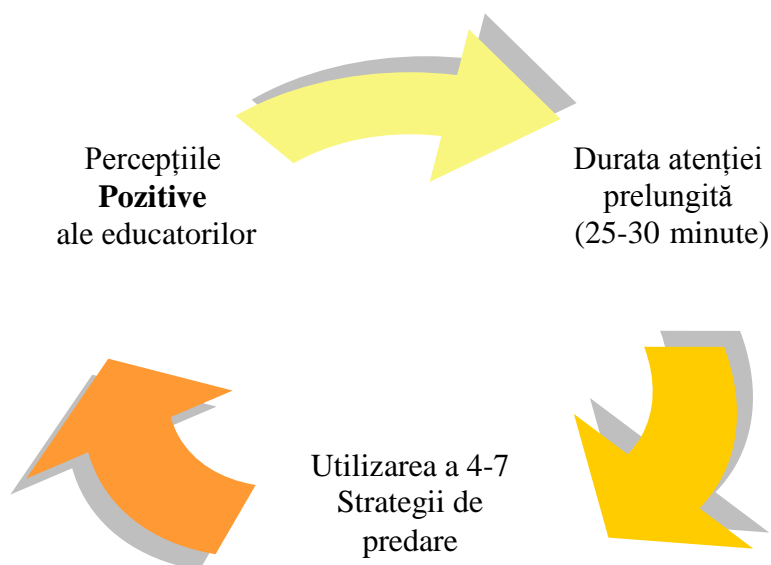 Percepțiile
Pozitive
ale educatorilor
Durata atenției
prelungită
(25-30 minute)
Utilizarea a 4-7
Strategii de
predare